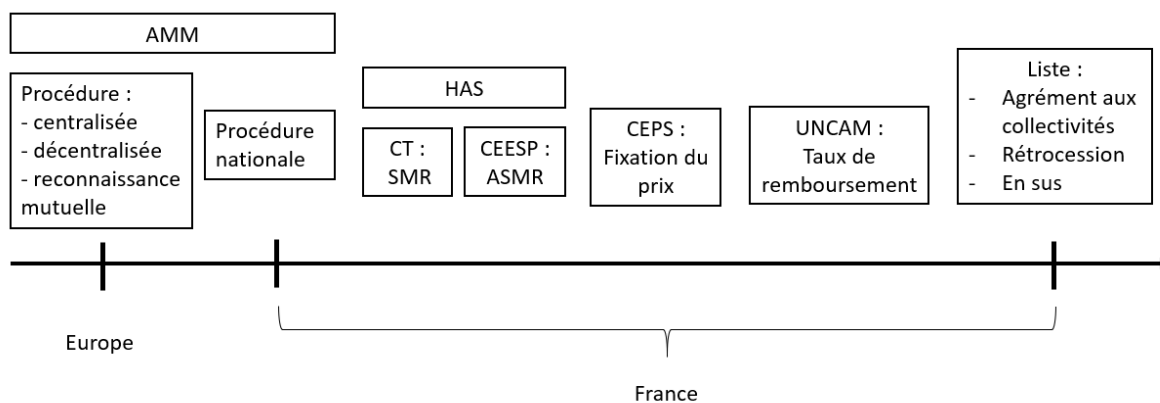 AMM
Procédure :
- centralisée
- décentralisée
- reconnaissance
mutuelle
Procédure
nationale
HAS
CT :
SMR
CEESP :
ASMR
CEPS :
Fixation du
prix
UNCAM :
Taux de
remboursement
Liste :
- Agrément aux
collectivités
- Rétrocession
- En sus
Europe
France